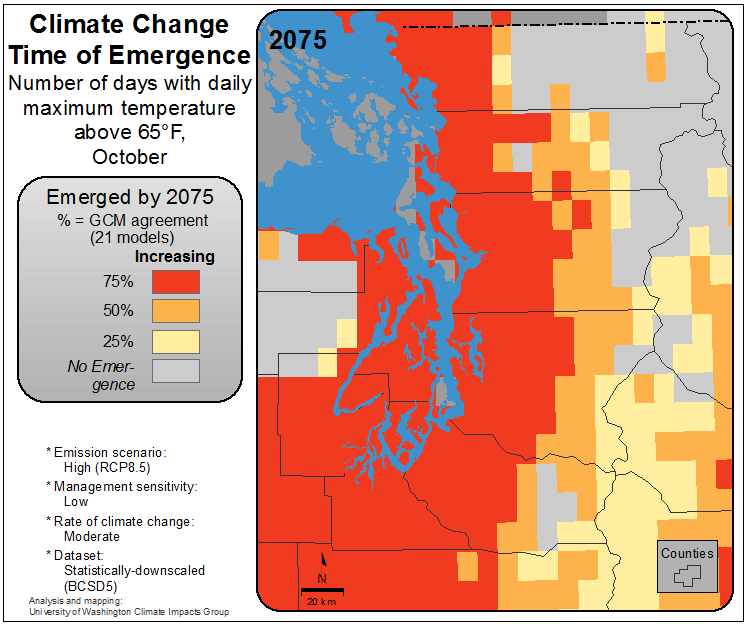 Climate Change
Time of Emergence
Number of days with daily
maximum temperature
above 65°F,
October
2075
Emerged by 2075
% = GCM agreement
(21 models)
Increasing
75%
50%
25%
No Emer-
gence
* Emission scenario:
High (RCP8.5)
* Management sensitivity:
Low
* Rate of climate change:
Moderate
* Dataset:
Statistically-downscaled
(BCSD5)
Analysis and mapping:
University of Washington Climate Impacts Group
N
20 km
Counties